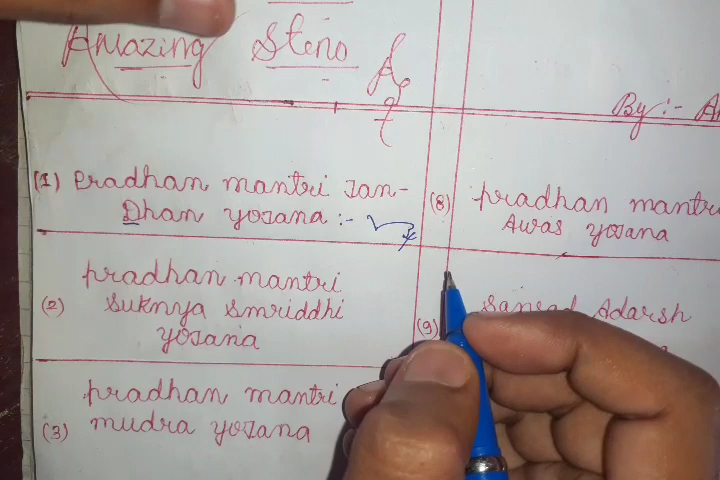 Amazing Steno
By :-
(1) Pradhan mantri Jan-
Dhan yojana :-
(2) pradhan mantri
suknya smriddhi
yojana
(3) pradhan mantri
mudra yojana
(8) pradhan mantri
Awas yojana
(9) Sansad Adarsh